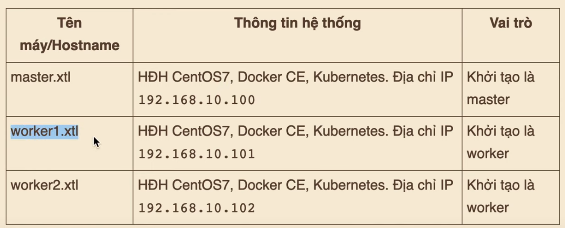 Tên
máy/Hostname
Thông tin hệ thống
Vai trò
master.xtl
HĐH CentOS7, Docker CE, Kubernetes. Địa chỉ IP
192.168.10.100
Khởi tạo là
master
worker1.xtl
HĐH CentOS7, Docker CE, Kubernetes. Địa chỉ IP
192.168.10.101
Khởi tạo là
worker
worker2.xtl
HĐH CentOS7, Docker CE, Kubernetes. Địa chỉ IP
192.168.10.102
Khởi tạo là
worker